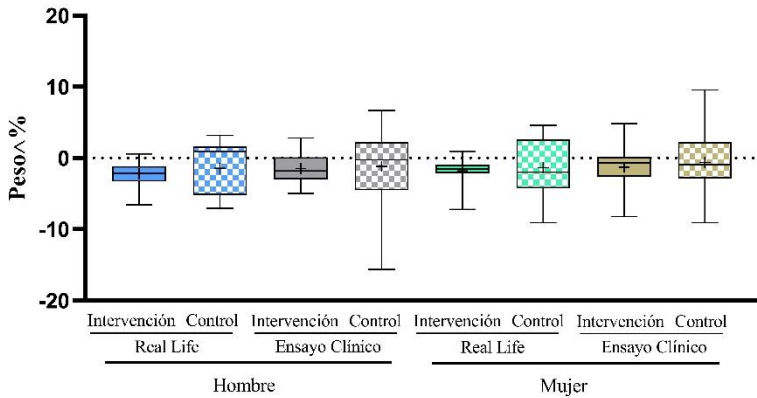 20
10
0
-10
-20
Peso^%
Intervención Control Intervención Control Intervención Control Intervención Control
Real Life Ensayo Clínico Real Life Ensayo Clínico
Hombre Mujer